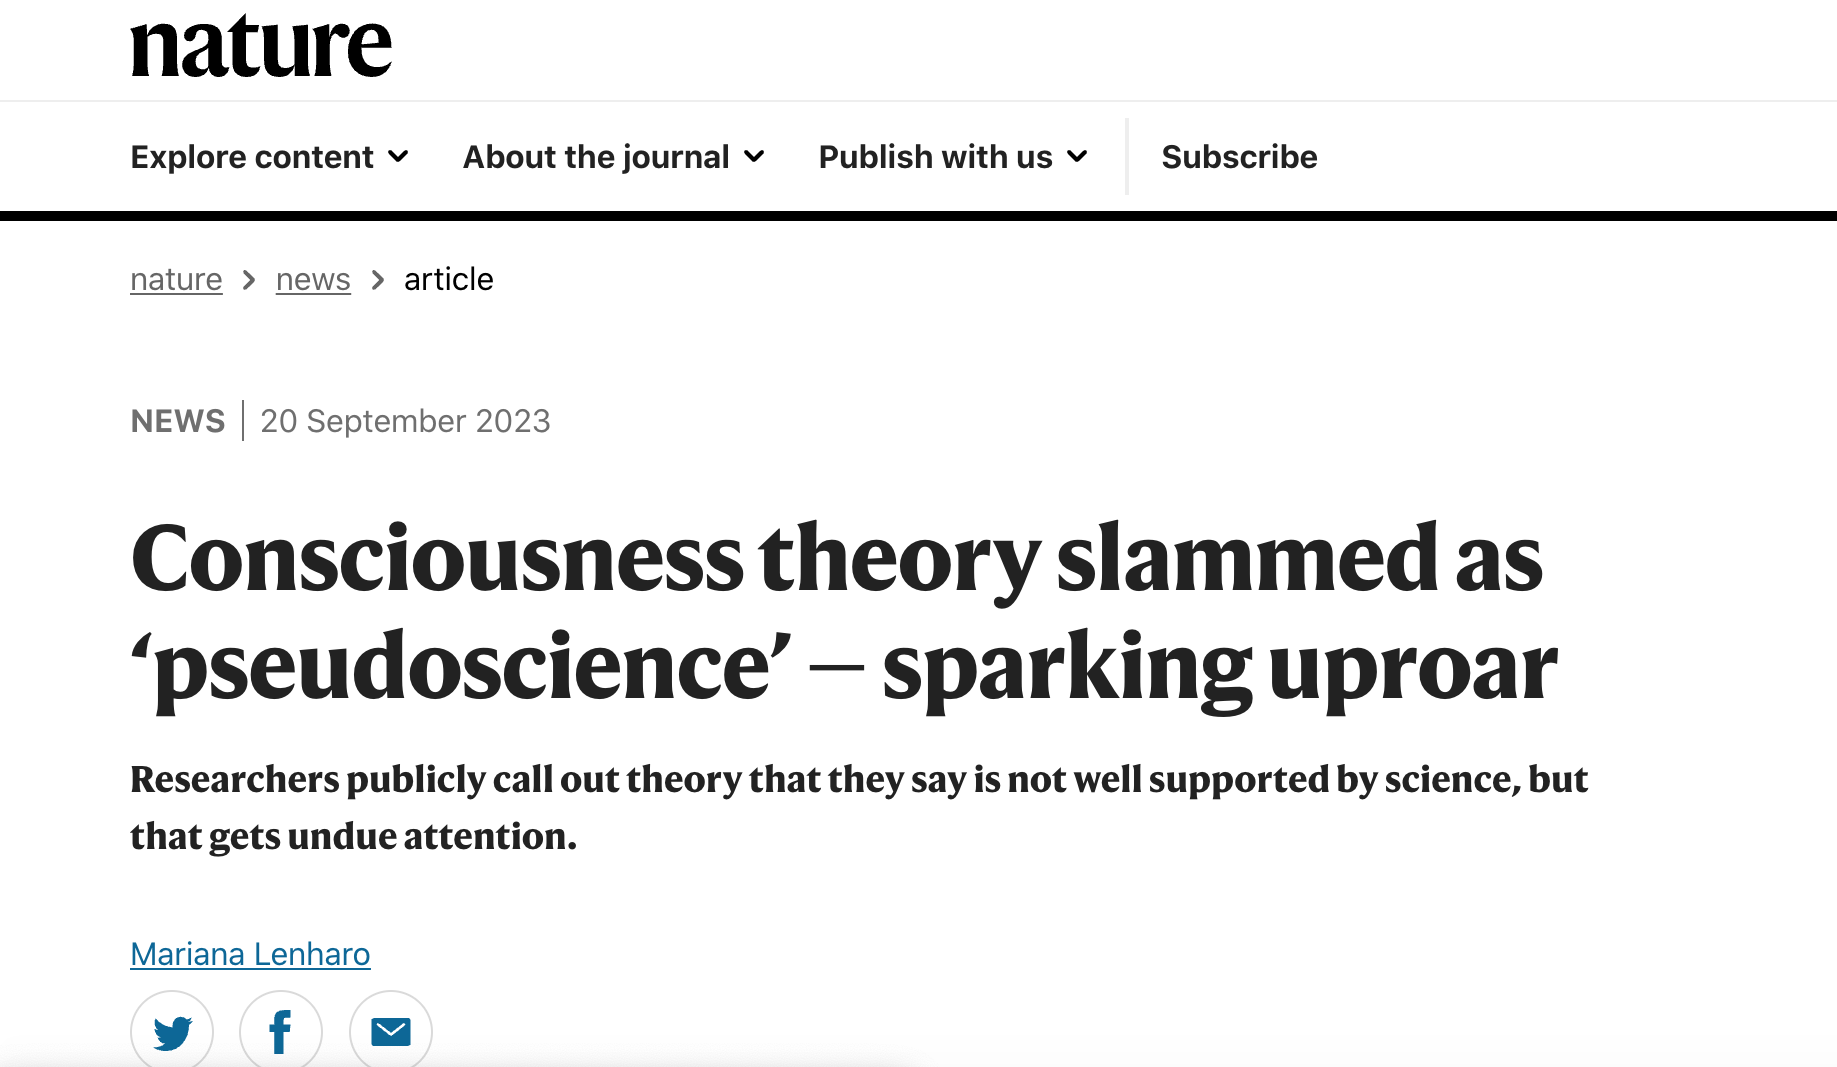 nature
Explore content About the journal Publish with us Subscribe
nature > news > article
NEWS | 20 September 2023
Consciousness theory slammed as
‘pseudoscience’ — sparking uproar
Researchers publicly call out theory that they say is not well supported by science, but
that gets undue attention.
Mariana Lenharo